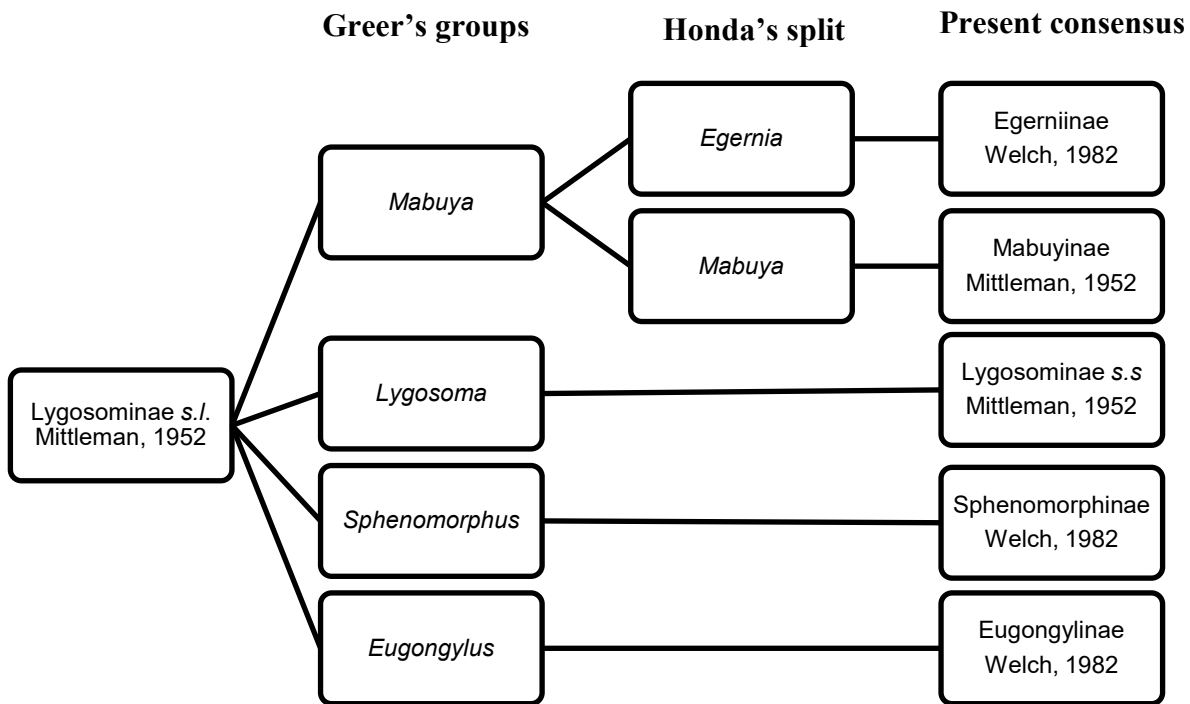 Greer’s groups
Honda’s split
Present consensus
Lygosominae s.l.
Mittleman, 1952
Mabuya
Lygosoma
Sphenomorphus
Eugongylus
Egernia
Mabuya
Egerniinae
Welch, 1982
Mabuyinae
Mittleman, 1952
Lygosominae s.s
Mittleman, 1952
Sphenomorphinae
Welch, 1982
Eugongylinae
Welch, 1982